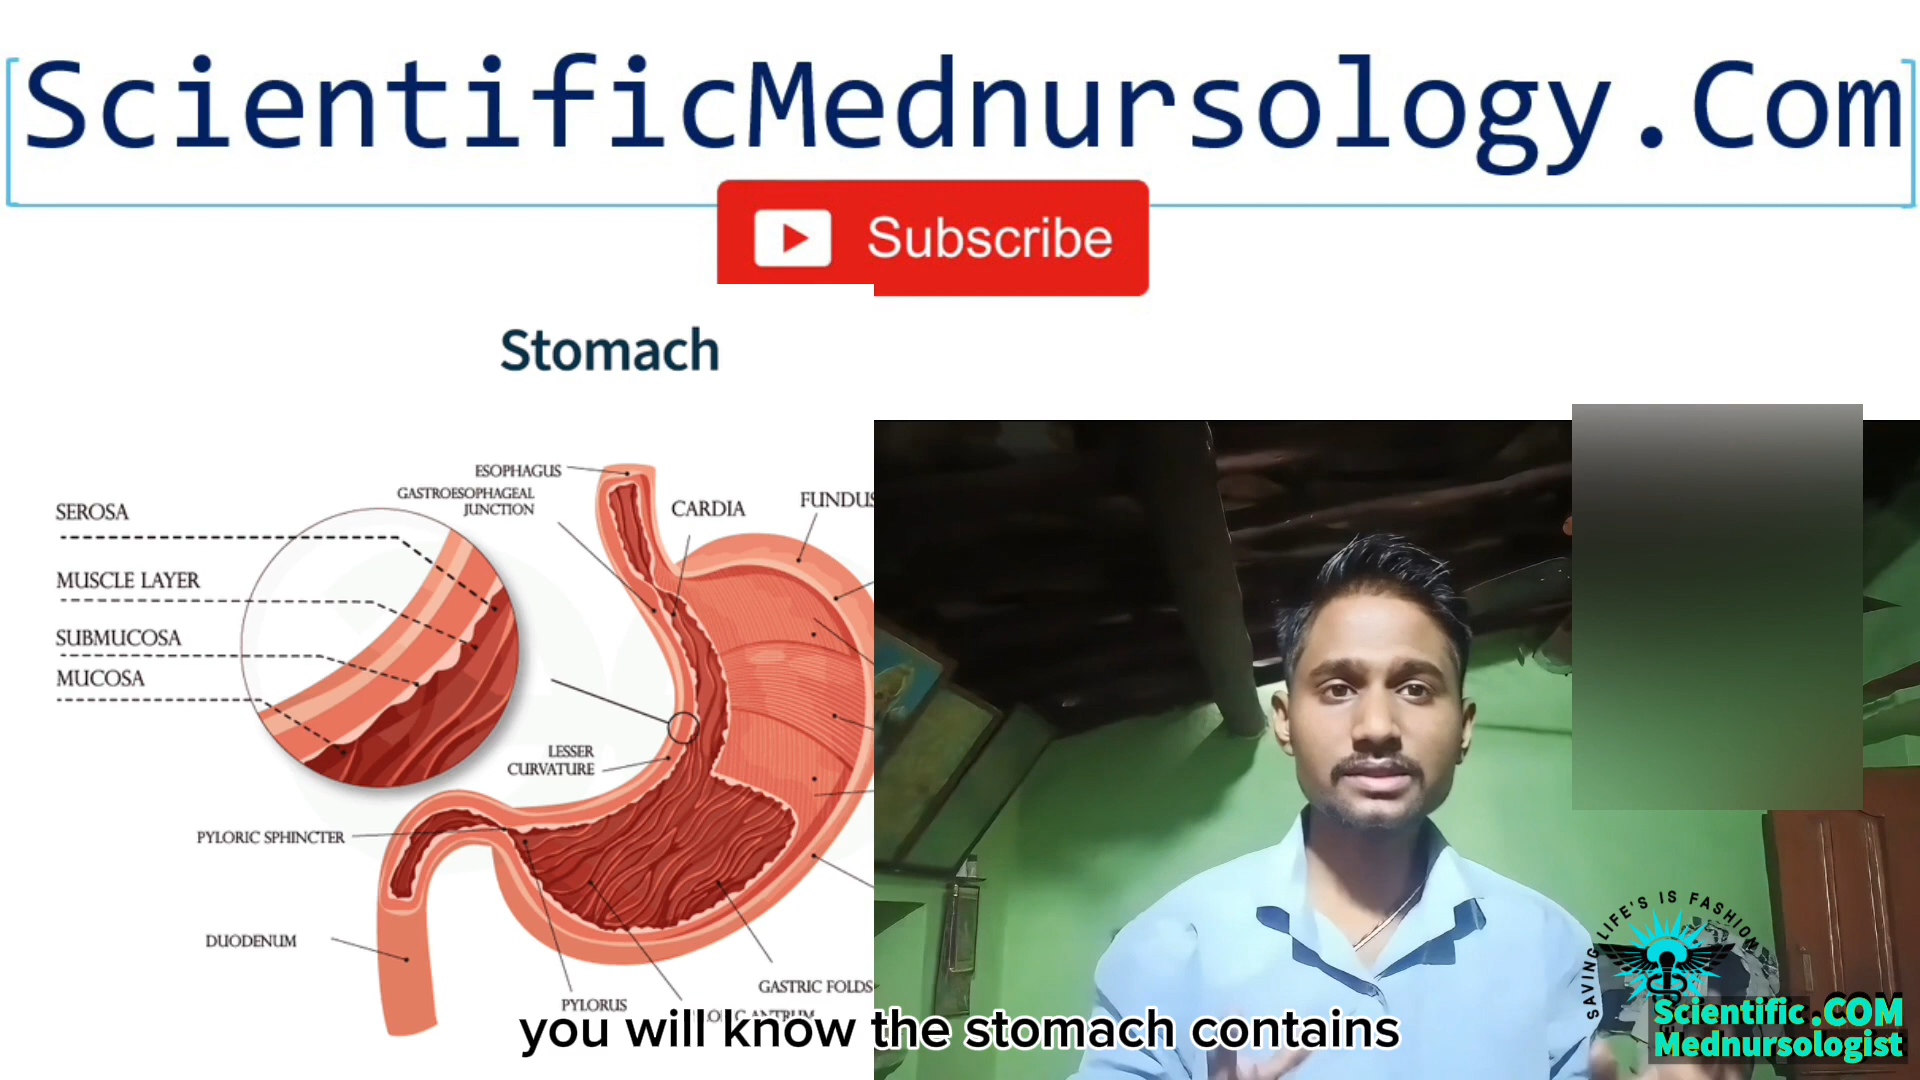 ScientificMednursology.Com
Subscribe
Stomach
ESOPHAGUS
GASTROESOPHAGEAL
JUNCTION
CARDIA
FUNDUS
SEROSA
MUSCLE LAYER
SUBMUCOSA
MUCOSA
LESSER
CURVATURE
PYLORIC SPHINCTER
DUODENUM
GASTRIC FOLDS
PYLORUS
SAVING LIFE'S IS FASHION
Scientific .COM
Mednursologist
you will know the stomach contains